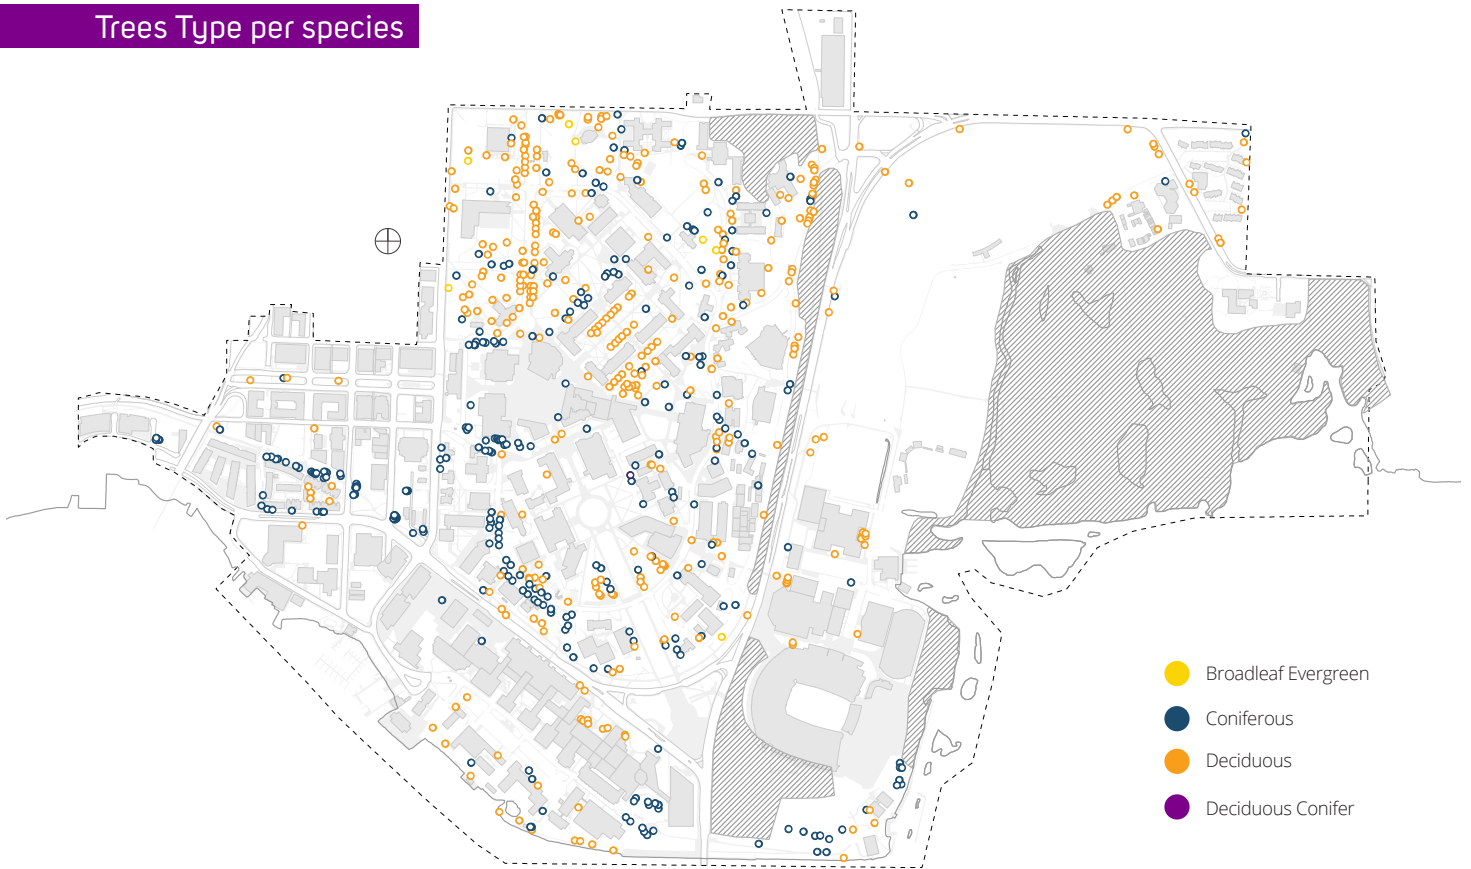 Trees Type per species
Broadleaf Evergreen
Coniferous
Deciduous
Deciduous Conifer